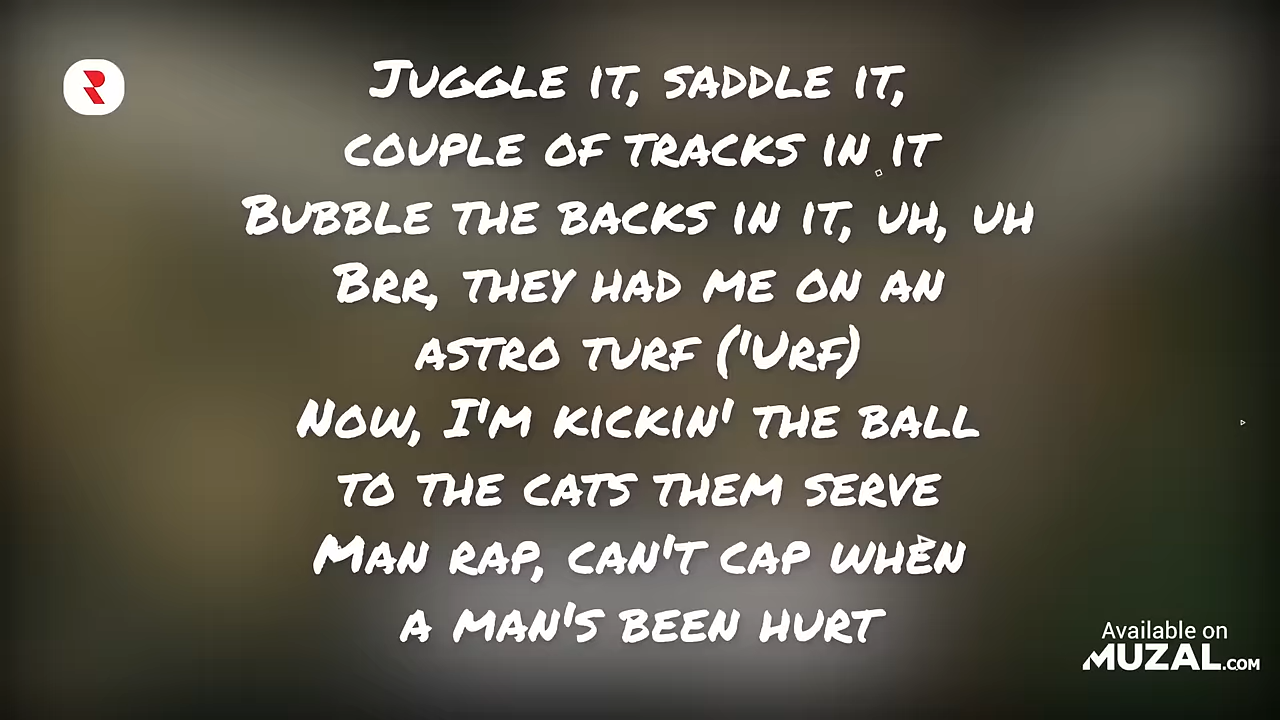 Juggle it, saddle it,
couple of tracks in it
Bubble the backs in it, uh, uh
Brr, they had me on an
astro turf ('Urf)
Now, I'm kickin' the ball
to the cats them serve
Man rap, can't cap when
a man's been hurt
Available on
MUZAL.COM